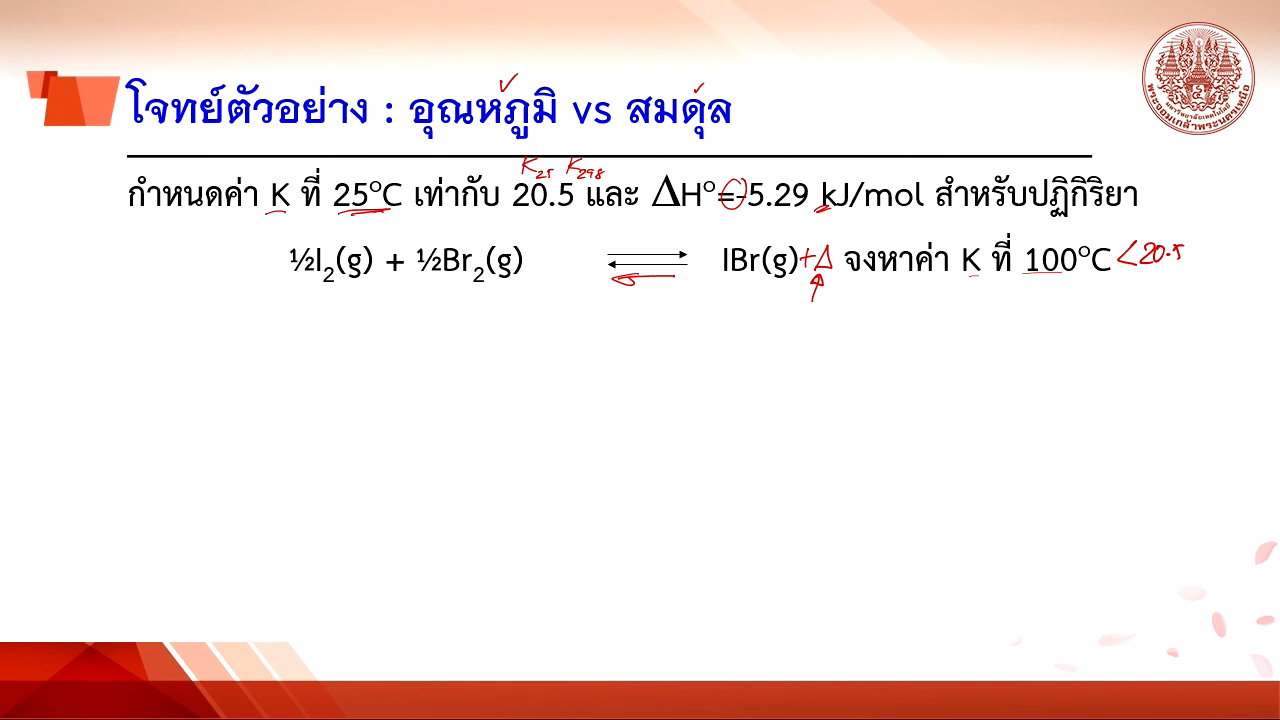 โจทย์ตัวอย่าง : อุณหภูมิ vs สมดุล
K25 K298
กำหนดค่า K ที่ 25°C เท่ากับ 20.5 และ ΔH°=-5.29 kJ/mol สำหรับปฏิกิริยา
½I2(g) + ½Br2(g) ⇌ IBr(g)+Δ จงหาค่า K ที่ 100°C <20.5